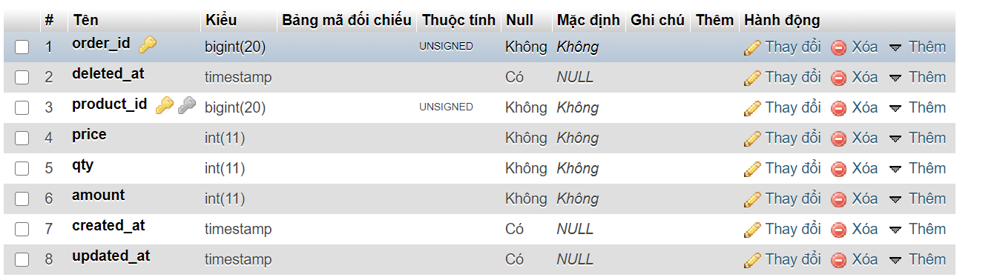 # Tên Kiểu Bảng mã đối chiếu Thuộc tính Null Mặc định Ghi chú Thêm Hành động
1 order_id bigint(20) UNSIGNED Không Không Thay đổi Xóa Thêm
2 deleted_at timestamp Có NULL Thay đổi Xóa Thêm
3 product_id bigint(20) UNSIGNED Không Không Thay đổi Xóa Thêm
4 price int(11) Không Không Thay đổi Xóa Thêm
5 qty int(11) Không Không Thay đổi Xóa Thêm
6 amount int(11) Không Không Thay đổi Xóa Thêm
7 created_at timestamp Có NULL Thay đổi Xóa Thêm
8 updated_at timestamp Có NULL Thay đổi Xóa Thêm